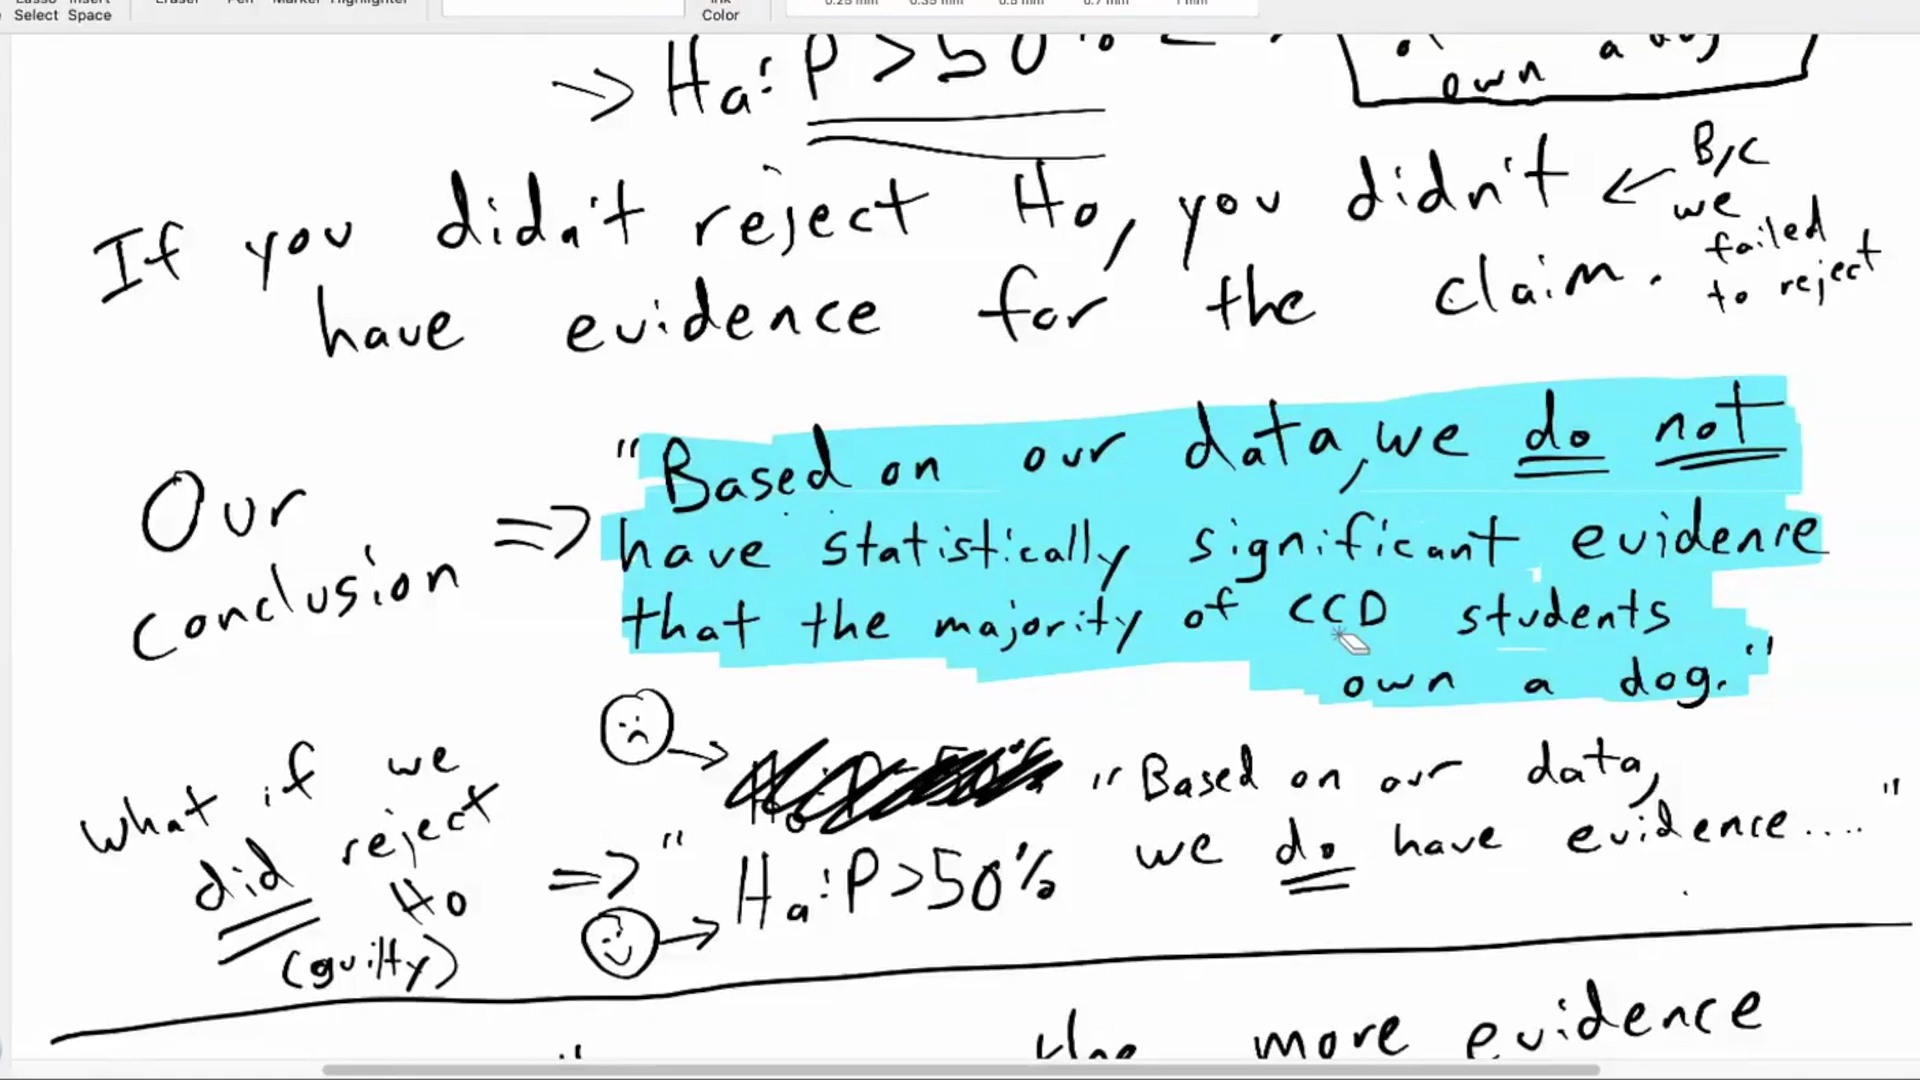 Select Space
Color
Ha: P > 50%
own
If you didn't reject Ho, you didn't
have evidence for the claim.
B/C
we
failed
to reject
Our
conclusion =>
"Based on our data, we do not
have statistically significant evidence
that the majority of CCD students
own a dog."
What if we
did reject
Ho
(guilty)
=> "
Ha: P > 50%
"Based on our data,
we do have evidence...."
more evidence